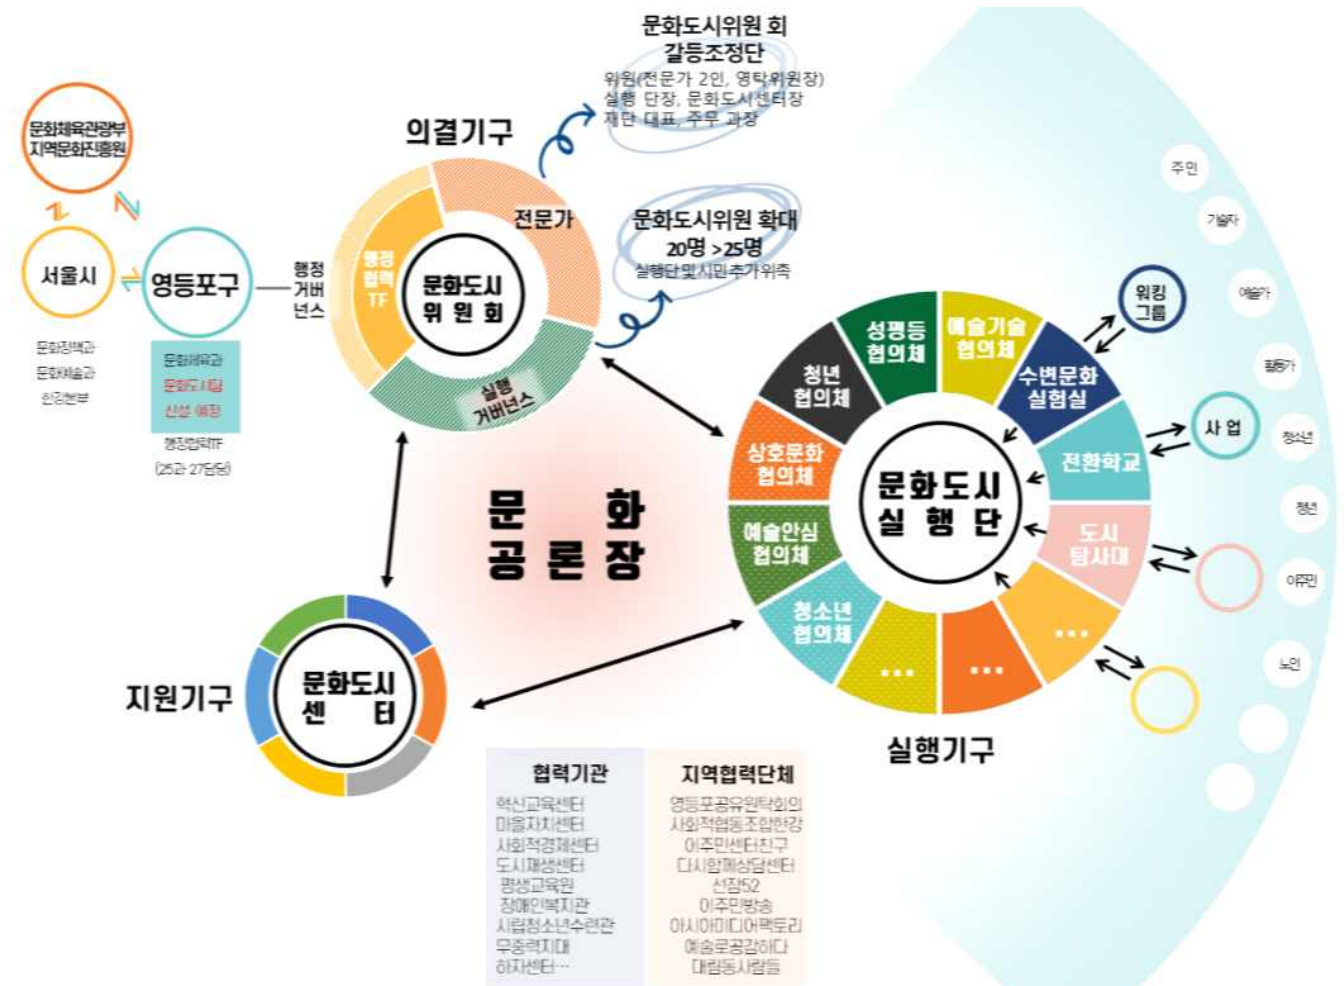 문화도시위원 회
갈등조정단
위원(전문가 2인, 영탁위원장)
실행 단장, 문화도시센터장
재단 대표, 주무 과장
문화체육관광부
지역문화진흥원
서울시
문화정책과
문화예술과
한강본부
영등포구
문화체육과
문화도시팀
신설 예정
행정협력TF
(25과 27담당)
행정
거버
넌스
의결기구
전문가
행정
협력
TF
문화도시
위 원 회
실행
거버넌스
문화도시위원 확대
20명 >25명
실행단 및 시민 추가 위촉
문 화
공 론 장
지원기구
문화도시
센 터
성평등
협의체
예술기술
협의체
수변문화
실험실
전환학교
도시
탐사대
...
...
...
청소년
협의체
예술안심
협의체
상호문화
협의체
청년
협의체
문화도시
실 행 단
실행기구
워킹
그룹
사 업
주민
기술자
예술가
활동가
청소년
청년
이주민
노인
협력기관
혁신교육센터
마을자치센터
사회적경제센터
도시재생센터
평생교육원
장애인복지관
시립청소년수련관
무중력지대
하자센터…
지역협력단체
영등포공유원탁회의
사회적협동조합한강
이주민센터친구
다시함께상담센터
선잠52
이주민방송
아시아미디어팩토리
예술로공감하다
대림동사람들